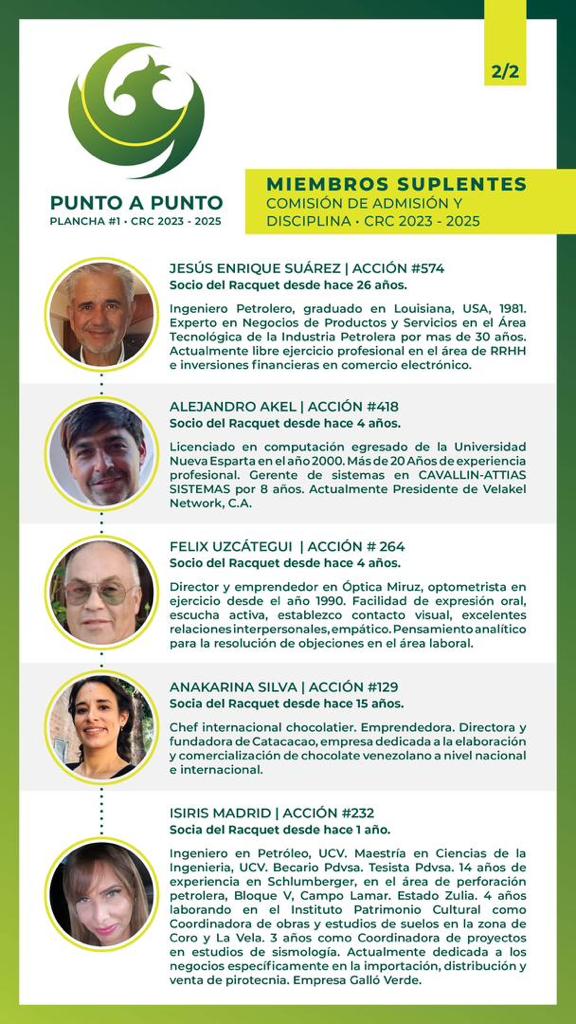 2/2
PUNTO A PUNTO
PLANCHA #1 • CRC 2023 - 2025
MIEMBROS SUPLENTES
COMISIÓN DE ADMISIÓN Y
DISCIPLINA • CRC 2023 - 2025
JESÚS ENRIQUE SUÁREZ | ACCIÓN #574
Socio del Racquet desde hace 26 años.
Ingeniero Petrolero, graduado en Louisiana, USA, 1981.
Experto en Negocios de Productos y Servicios en el Área
Tecnológica de la Industria Petrolera por mas de 30 años.
Actualmente libre ejercicio profesional en el área de RRHH
e inversiones financieras en comercio electrónico.
ALEJANDRO AKEL | ACCIÓN #418
Socio del Racquet desde hace 4 años.
Licenciado en computación egresado de la Universidad
Nueva Esparta en el año 2000. Más de 20 Años de experiencia
profesional. Gerente de sistemas en CAVALLIN-ATTIAS
SISTEMAS por 8 años. Actualmente Presidente de Velakel
Network, C.A.
FELIX UZCÁTEGUI | ACCIÓN # 264
Socio del Racquet desde hace 4 años.
Director y emprendedor en Óptica Miruz, optometrista en
ejercicio desde el año 1990. Facilidad de expresión oral,
escucha activa, establezco contacto visual, excelentes
relaciones interpersonales, empático. Pensamiento analítico
para la resolución de objeciones en el área laboral.
ANAKARINA SILVA | ACCIÓN #129
Socia del Racquet desde hace 15 años.
Chef internacional chocolatier. Emprendedora. Directora y
fundadora de Catacacao, empresa dedicada a la elaboración
y comercialización de chocolate venezolano a nivel nacional
e internacional.
ISIRIS MADRID | ACCIÓN #232
Socia del Racquet desde hace 1 año.
Ingeniero en Petróleo, UCV. Maestría en Ciencias de la
Ingenieria, UCV. Becario Pdvsa. Tesista Pdvsa. 14 años de
experiencia en Schlumberger, en el área de perforación
petrolera, Bloque V, Campo Lamar. Estado Zulia. 4 años
laborando en el Instituto Patrimonio Cultural como
Coordinadora de obras y estudios de suelos en la zona de
Coro y La Vela. 3 años como Coordinadora de proyectos
en estudios de sismología. Actualmente dedicada a los
negocios específicamente en la importación, distribución y
venta de pirotecnia. Empresa Galló Verde.